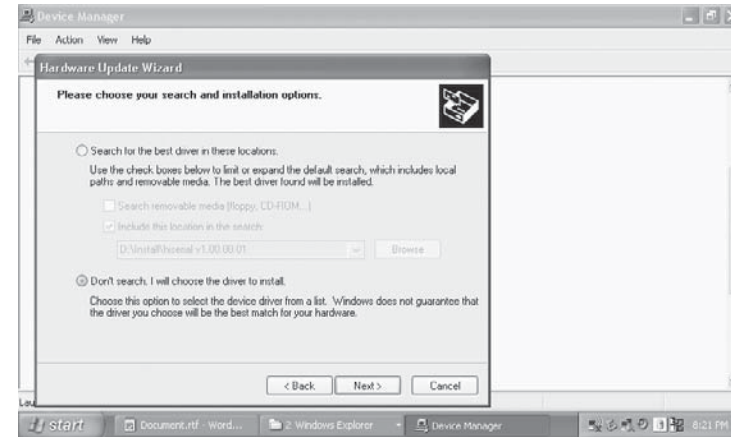 Device Manager
File Action View Help
Hardware Update Wizard
Please choose your search and installation options.
Search for the best driver in these locations.
Use the check boxes below to limit or expand the default search, which includes local
paths and removable media. The best driver found will be installed.
Search removable media (floppy, CD-ROM...)
Include this location in the search:
Browse
Don't search. I will choose the driver to install.
Choose this option to select the device driver from a list. Windows does not guarantee that
the driver you choose will be the best match for your hardware.
< Back Next > Cancel
Lau
start Document.rtf - Word... 2 Windows Explorer Device Manager 8:21 PM